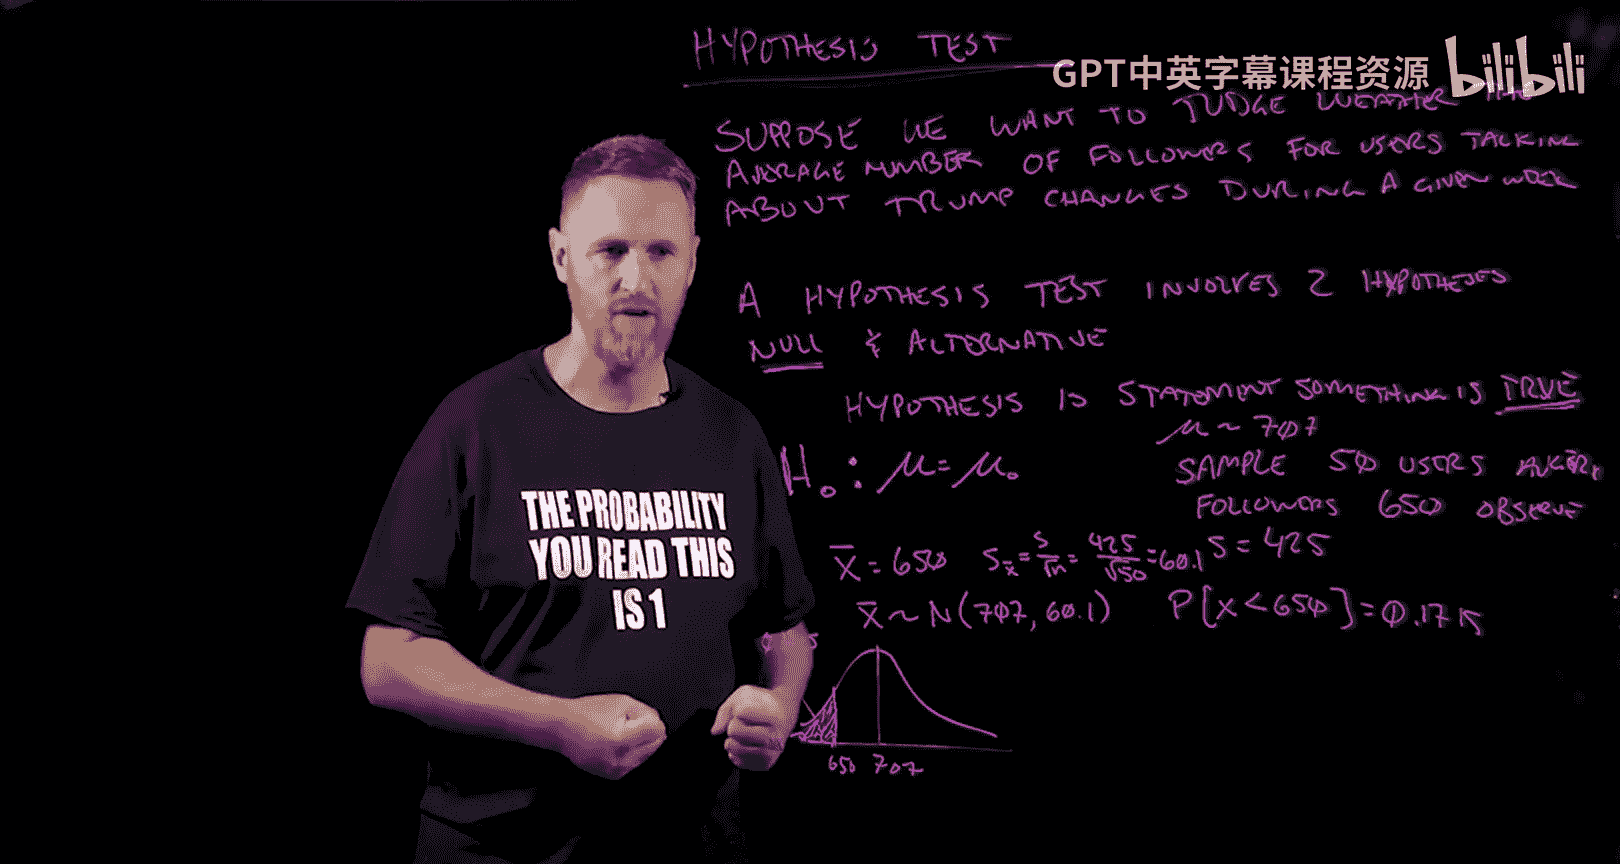 HYPOTHESIS TEST
GPT中英字幕课程资源 bilibili
SUPPOSE WE WANT TO JUDGE WEATHER THE
AVERAGE NUMBER OF FOLLOWERS FOR USERS TALKING
ABOUT TRUMP CHANGES DURING A GIVEN WEEK
A HYPOTHESIS TEST INVOLVES 2 HYPOTHESES
NULL & ALTERNATIVE
HYPOTHESIS IS STATEMENT SOMETHING IS TRUE
μ ~ 707
H₀: μ = μ₀
SAMPLE 50 USERS
FOLLOWERS 650 OBSERVE
x̄ = 650 Sx̄ = S/√n = 425/√50 = 60.1 S = 425
x̄ ~ N(707, 60.1) P[x < 650] = 0.1715
650 707
THE PROBABILITY
YOU READ THIS
IS 1